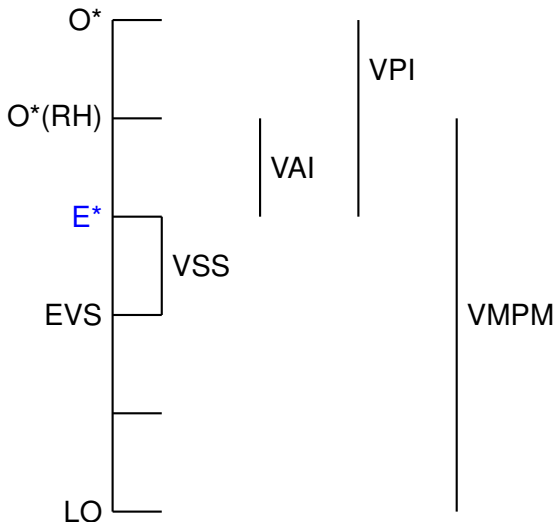 O*
VPI
O*(RH)
VAI
E*
VSS
EVS
VMPM
LO